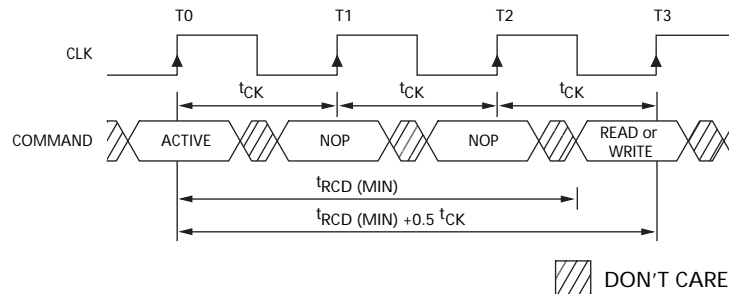 T0 T1 T2 T3
CLK
tCK tCK tCK
COMMAND ACTIVE NOP NOP READ or
WRITE
tRCD (MIN)
tRCD (MIN) +0.5 tCK
DON'T CARE